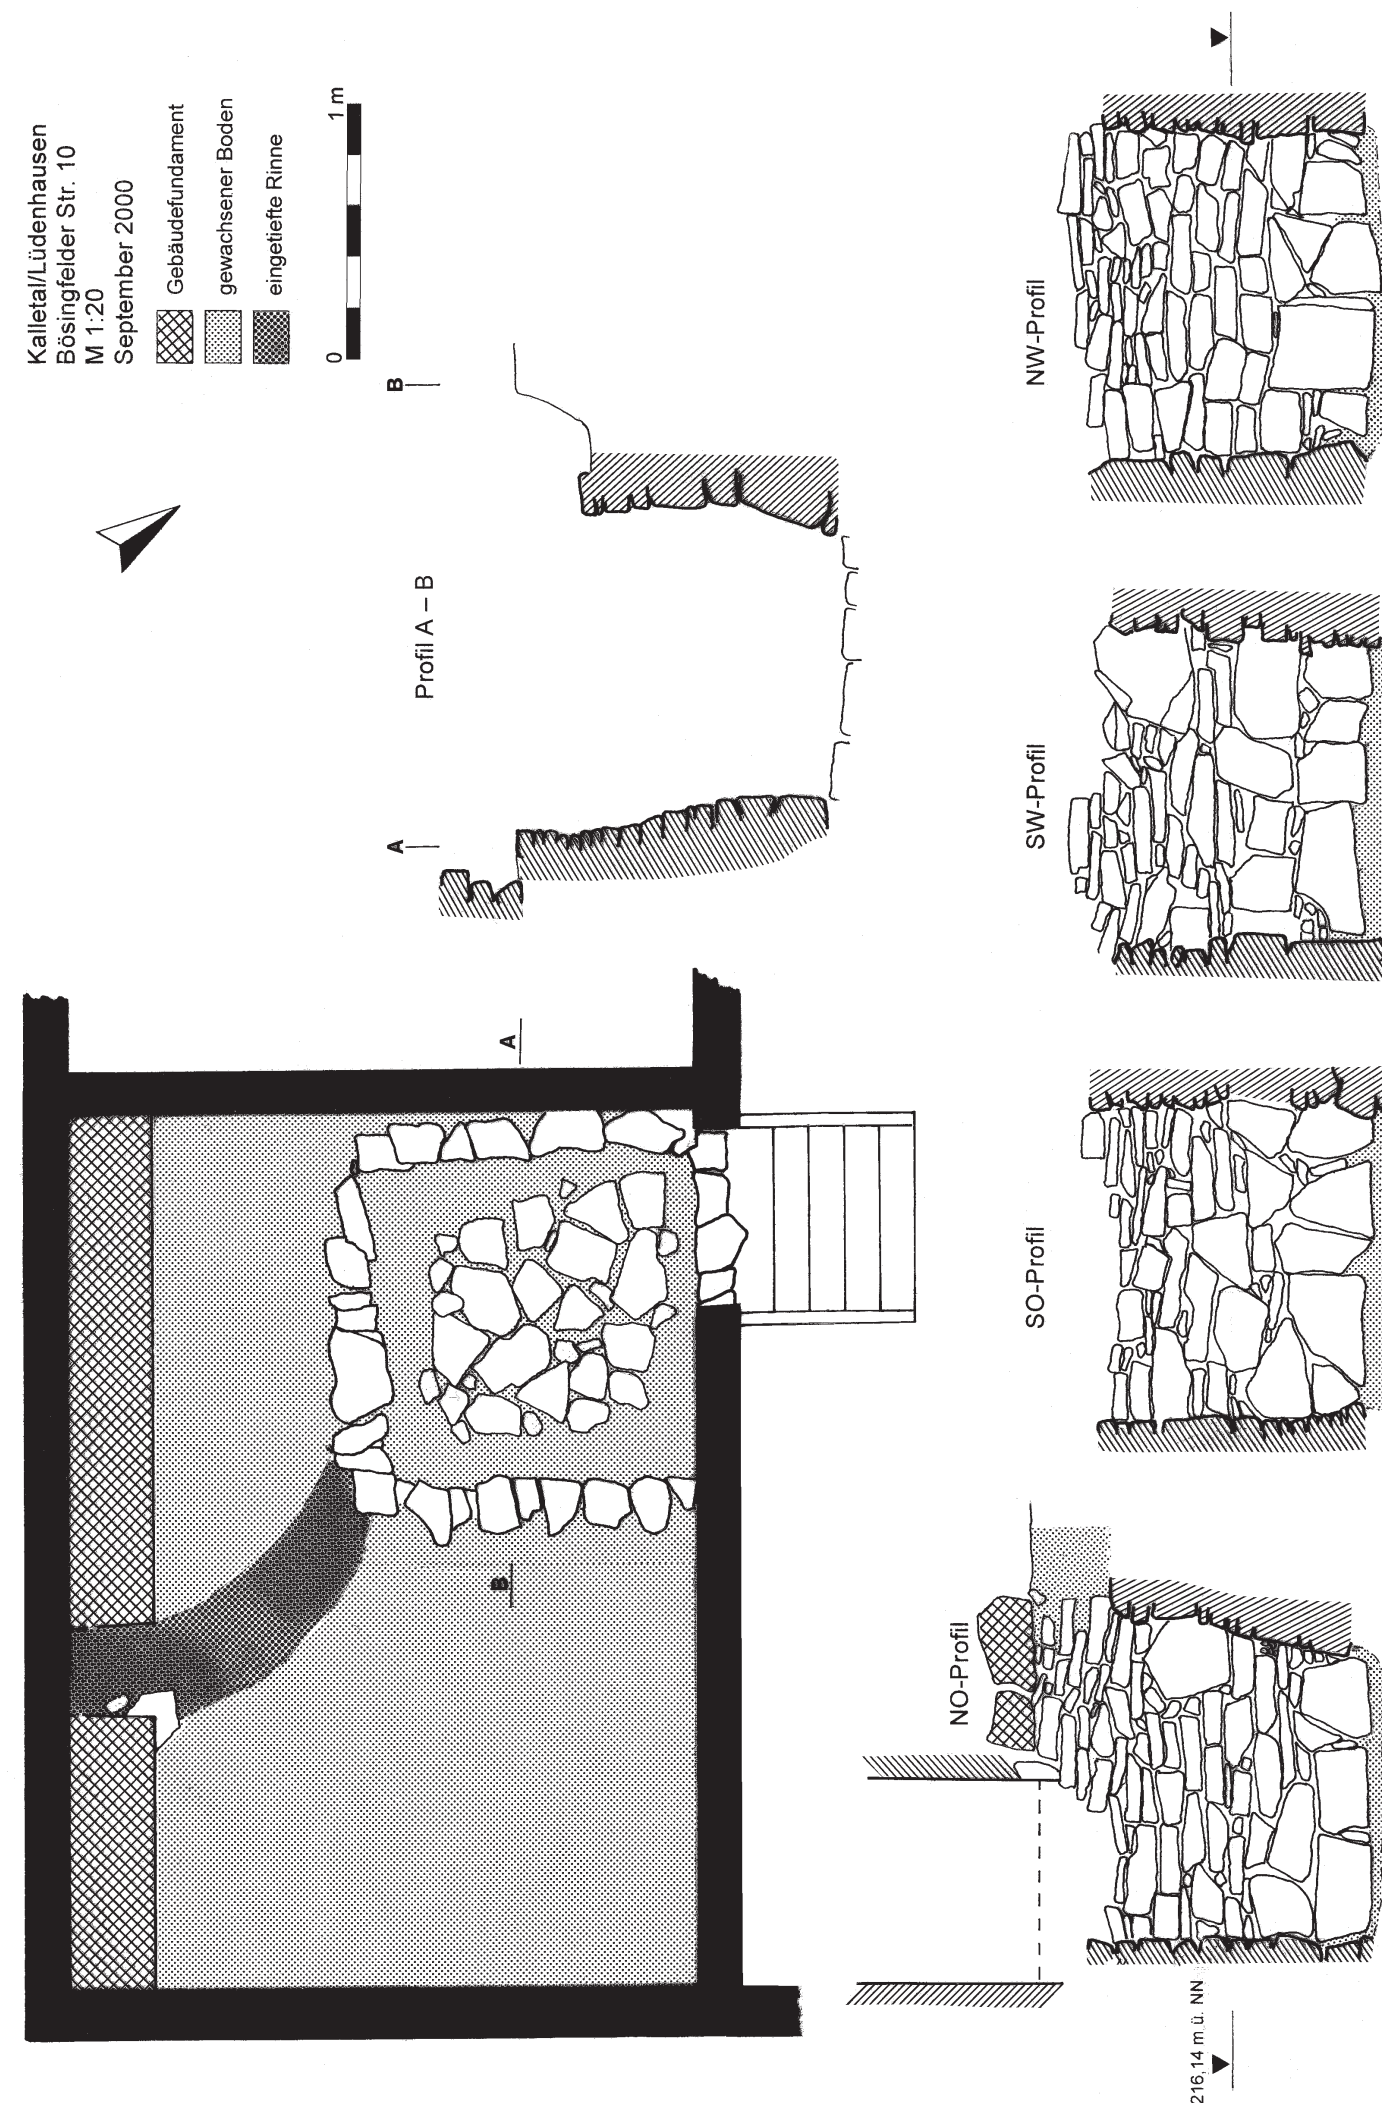 Kalletal/Lüdenhausen
Bösingfelder Str. 10
M 1:20
September 2000
Gebäudefundament
gewachsener Boden
eingetiefte Rinne
0 1 m
A B
Profil A – B
A
B
NO-Profil
SO-Profil
SW-Profil
NW-Profil
216,14 m ü. NN